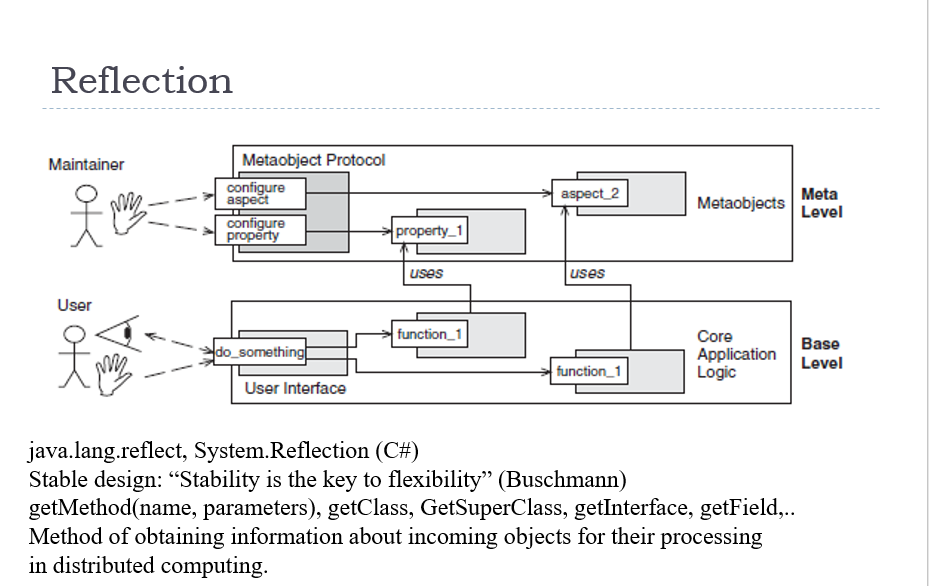 Reflection
Maintainer
Metaobject Protocol
configure
aspect
configure
property
aspect_2
property_1
Metaobjects
Meta
Level
uses
uses
User
do_something
function_1
function_1
User Interface
Core
Application
Logic
Base
Level
java.lang.reflect, System.Reflection (C#)
Stable design: “Stability is the key to flexibility” (Buschmann)
getMethod(name, parameters), getClass, GetSuperClass, getInterface, getField,..
Method of obtaining information about incoming objects for their processing
in distributed computing.